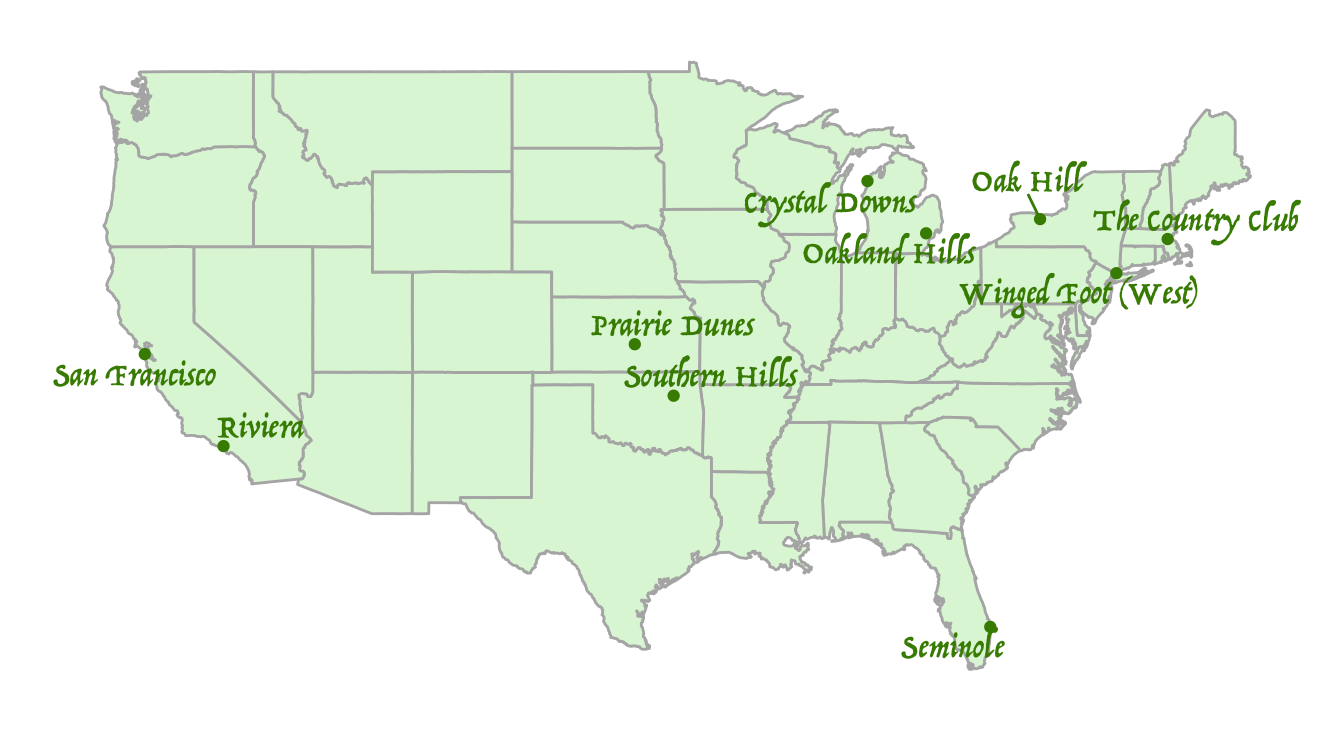 Oak Hill
Crystal Downs
The Country Club
Oakland Hills
Winged Foot (West)
Prairie Dunes
San Francisco
Southern Hills
Riviera
Seminole